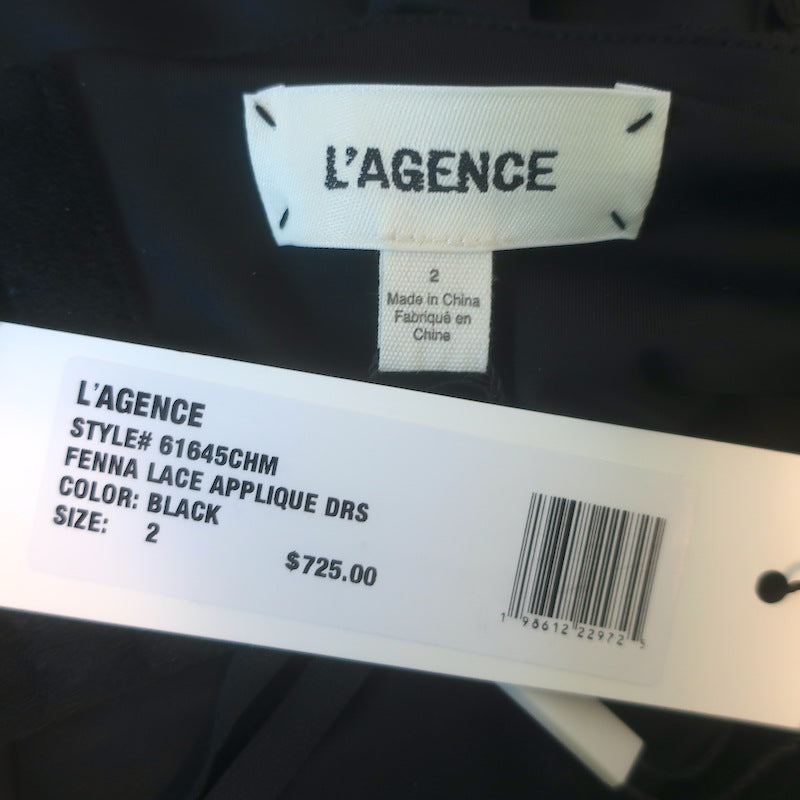 L'AGENCE
2
Made in China
Fabriqué en
Chine
L'AGENCE
STYLE# 61645CHM
FENNA LACE APPLIQUE DRS
COLOR: BLACK
SIZE: 2
$725.00
1 98612 22972 5